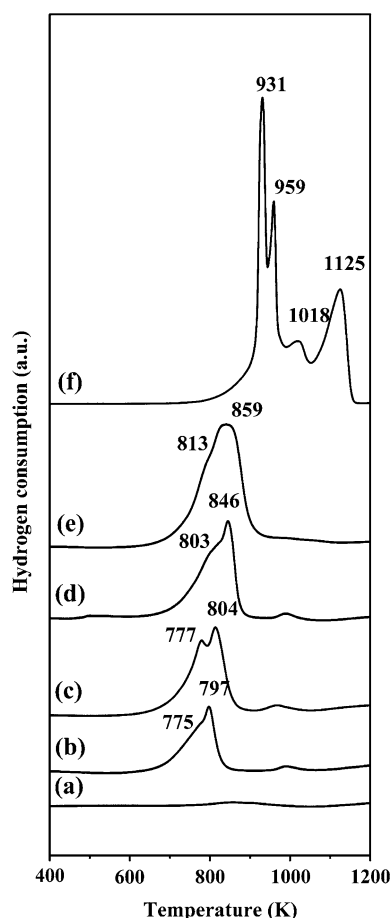 931
959
1125
1018
(f)
859
813
(e)
846
803
(d)
804
777
(c)
797
775
(b)
(a)
Hydrogen consumption (a.u.)
400 600 800 1000 1200
Temperature (K)